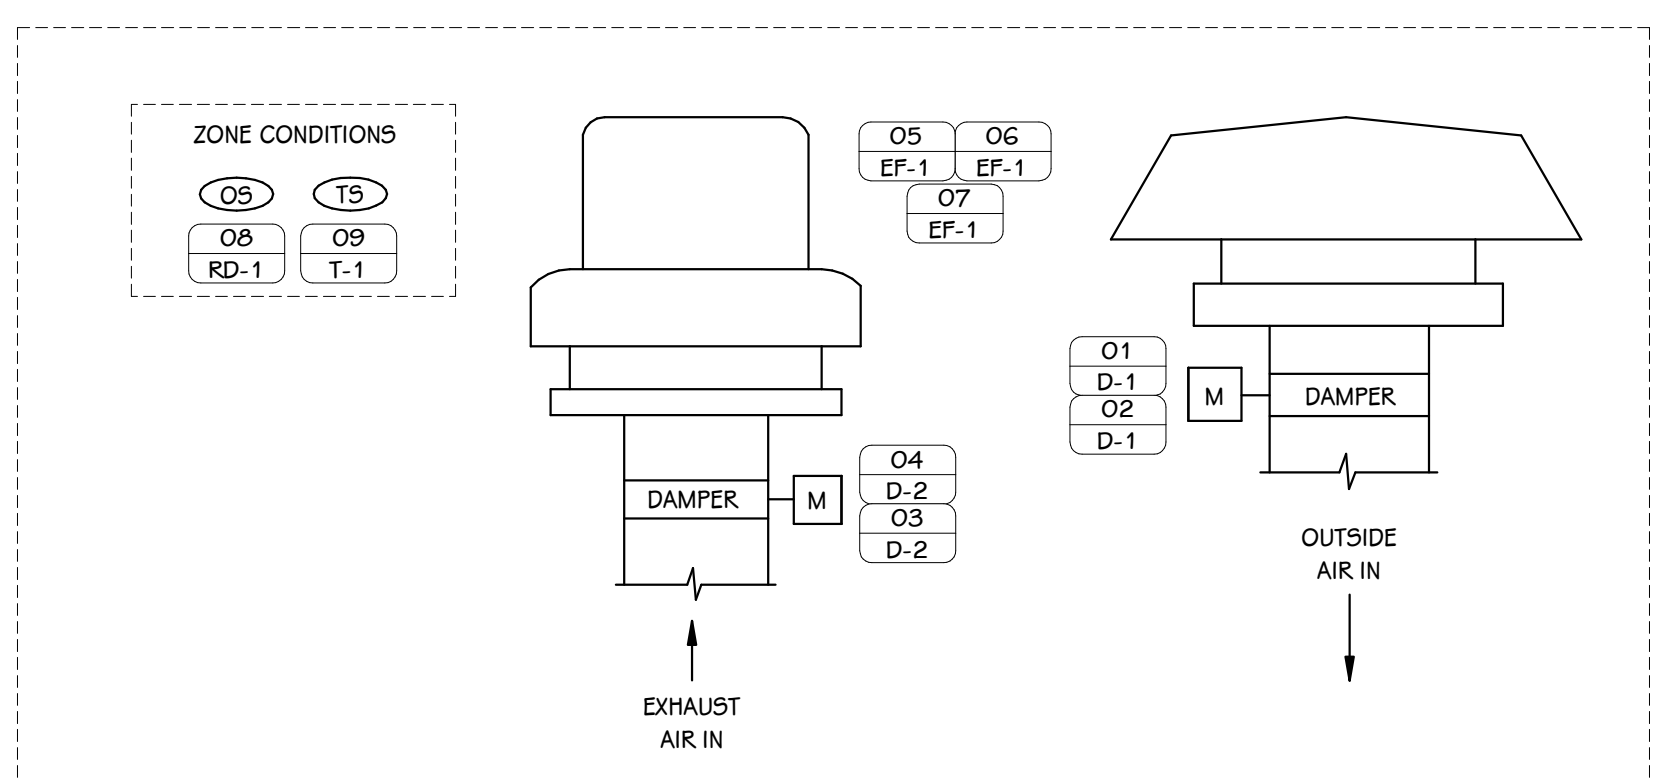 ZONE CONDITIONS
OS
TS
08
RD-1
09
T-1
05
EF-1
06
EF-1
07
EF-1
01
D-1
02
D-1
M
DAMPER
04
D-2
03
D-2
DAMPER
M
OUTSIDE
AIR IN
EXHAUST
AIR IN